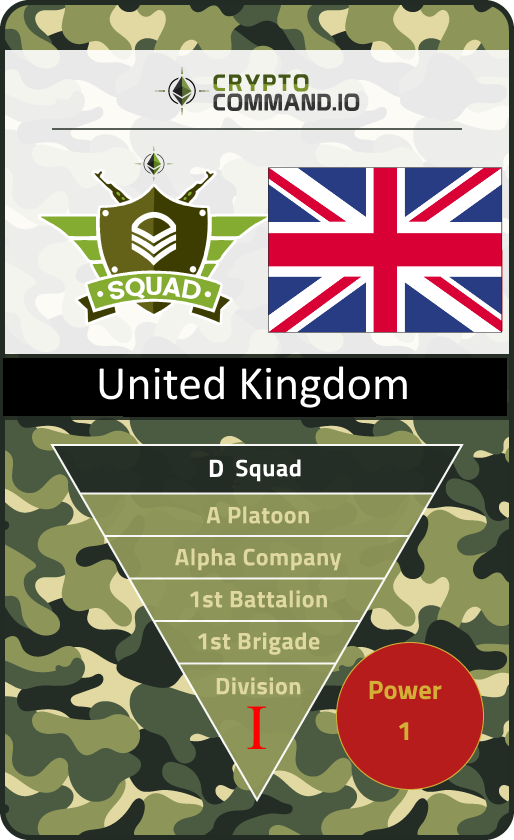 CRYPTO
COMMAND.IO
SQUAD
United Kingdom
D Squad
A Platoon
Alpha Company
1st Battalion
1st Brigade
Division
I
Power
1